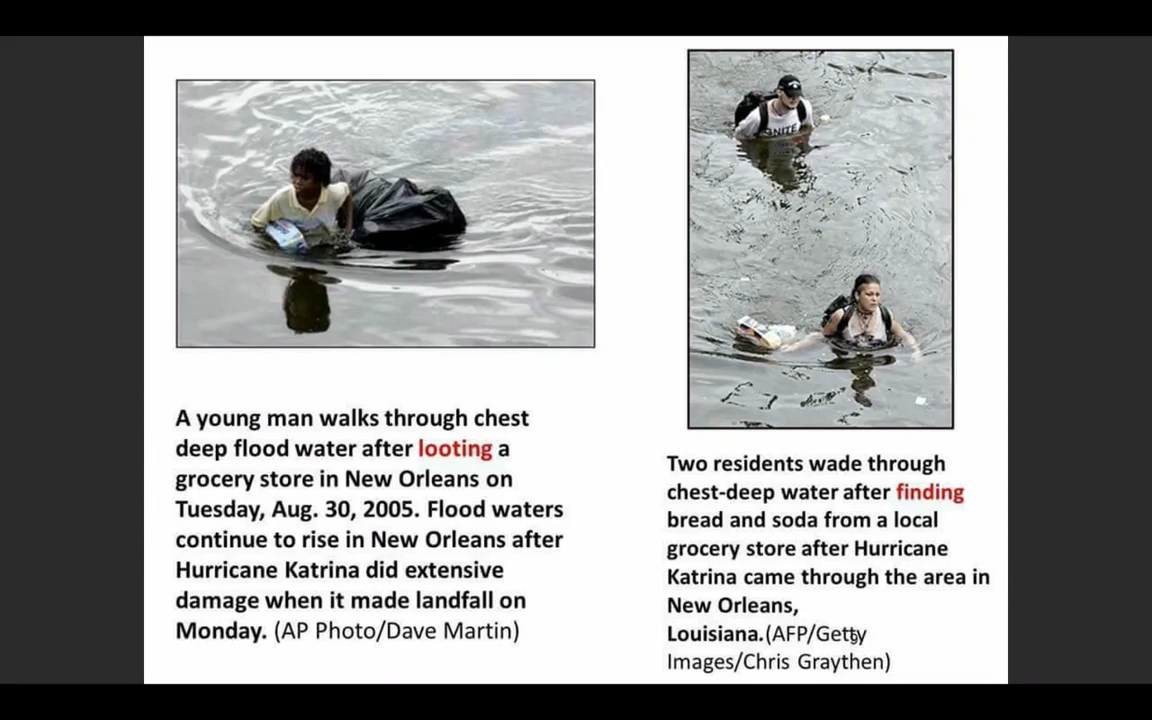 A young man walks through chest
deep flood water after looting a
grocery store in New Orleans on
Tuesday, Aug. 30, 2005. Flood waters
continue to rise in New Orleans after
Hurricane Katrina did extensive
damage when it made landfall on
Monday. (AP Photo/Dave Martin)
NITE
Two residents wade through
chest-deep water after finding
bread and soda from a local
grocery store after Hurricane
Katrina came through the area in
New Orleans,
Louisiana.(AFP/Getty
Images/Chris Graythen)